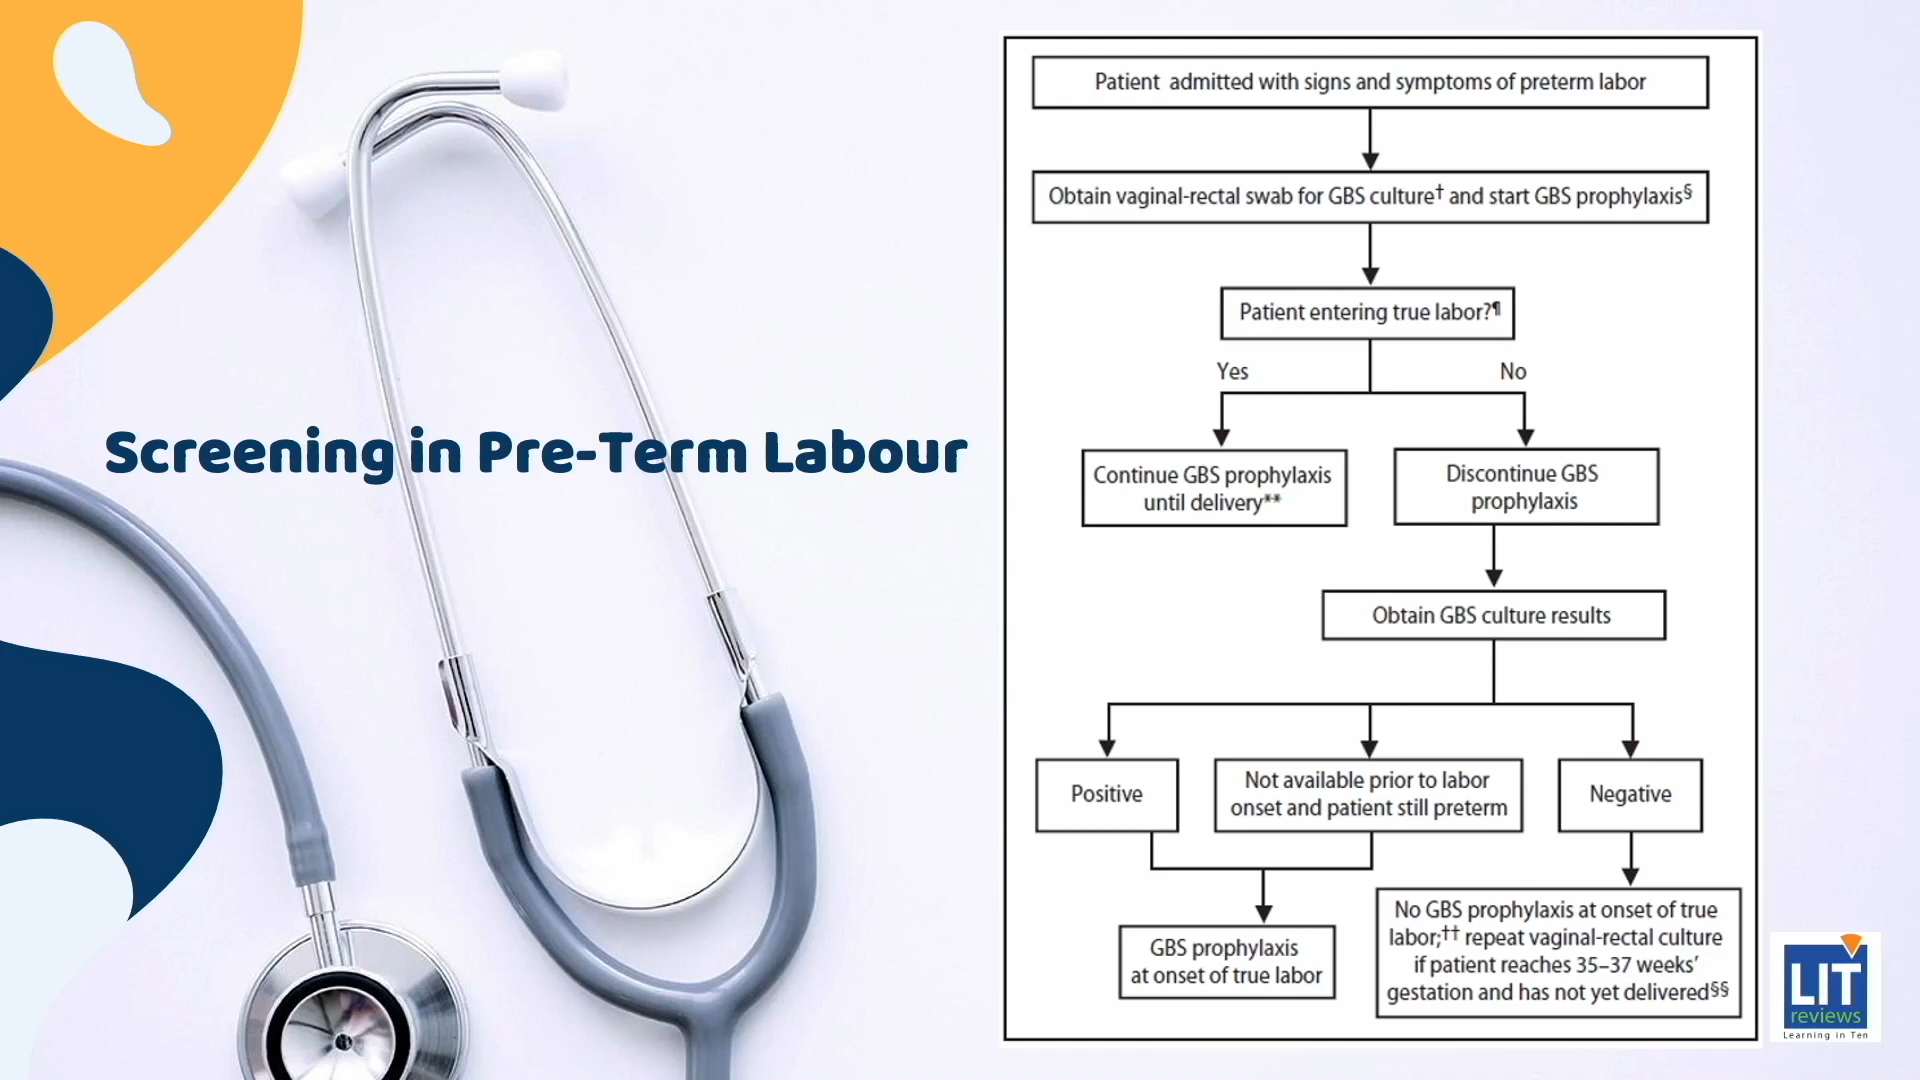 Screening in Pre-Term Labour
Patient admitted with signs and symptoms of preterm labor
Obtain vaginal-rectal swab for GBS culture† and start GBS prophylaxis§
Patient entering true labor?¶
Yes
No
Continue GBS prophylaxis
until delivery**
Discontinue GBS
prophylaxis
Obtain GBS culture results
Positive
Not available prior to labor
onset and patient still preterm
Negative
GBS prophylaxis
at onset of true labor
No GBS prophylaxis at onset of true
labor;†† repeat vaginal-rectal culture
if patient reaches 35–37 weeks’
gestation and has not yet delivered§§
LIT
reviews
Learning in Ten